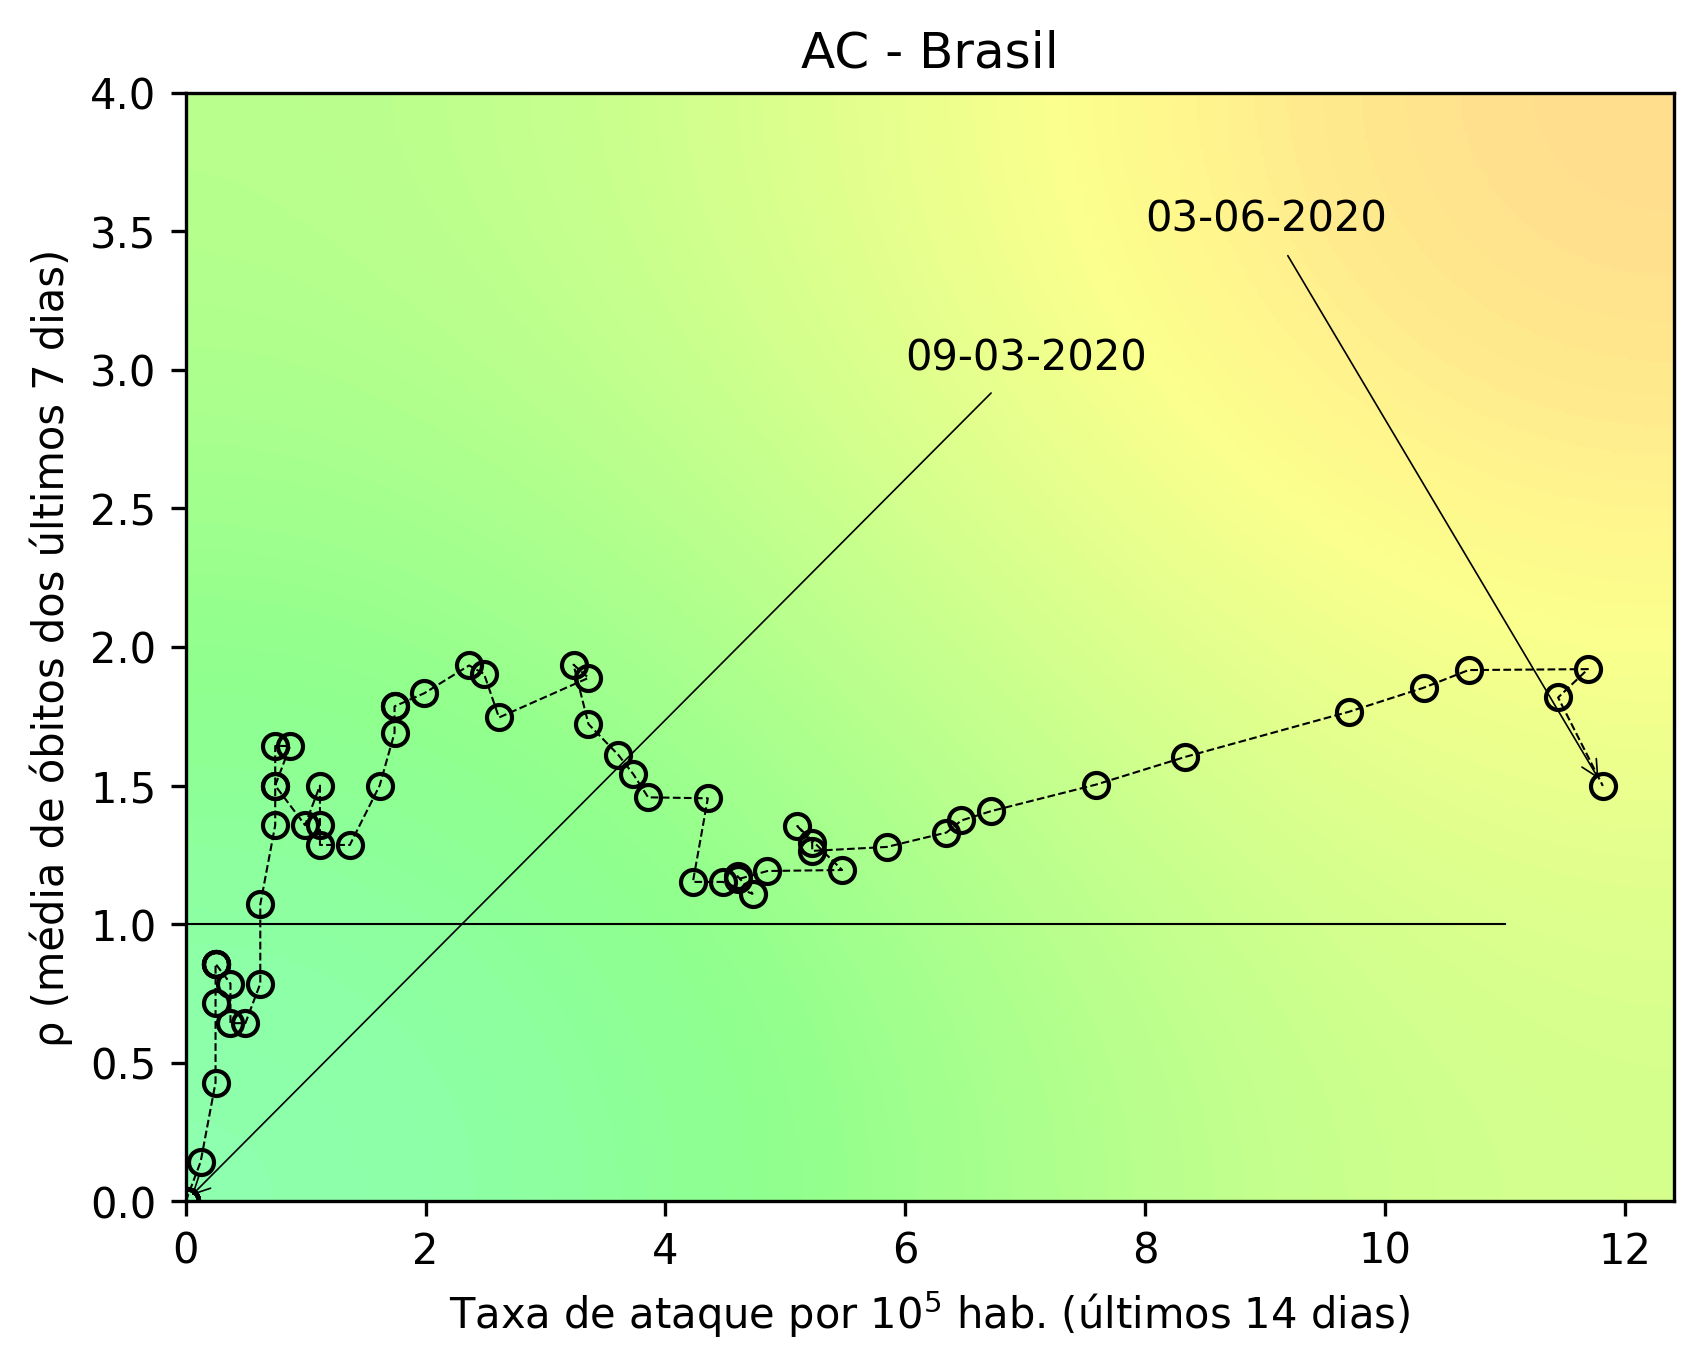 AC - Brasil
4.0
3.5
3.0
2.5
2.0
1.5
1.0
0.5
0.0
ρ (média de óbitos dos últimos 7 dias)
03-06-2020
09-03-2020
0 2 4 6 8 10 12
Taxa de ataque por 10⁵ hab. (últimos 14 dias)